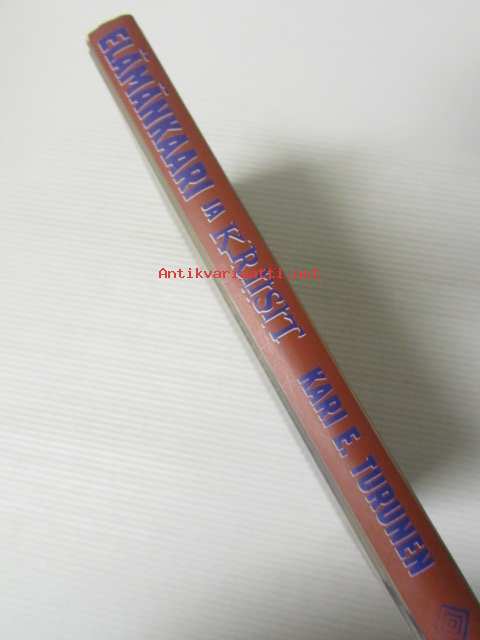 ELÄMÄNKAARI JA KRIISIT KARI E. TURUNEN
Antikvariaatti.net